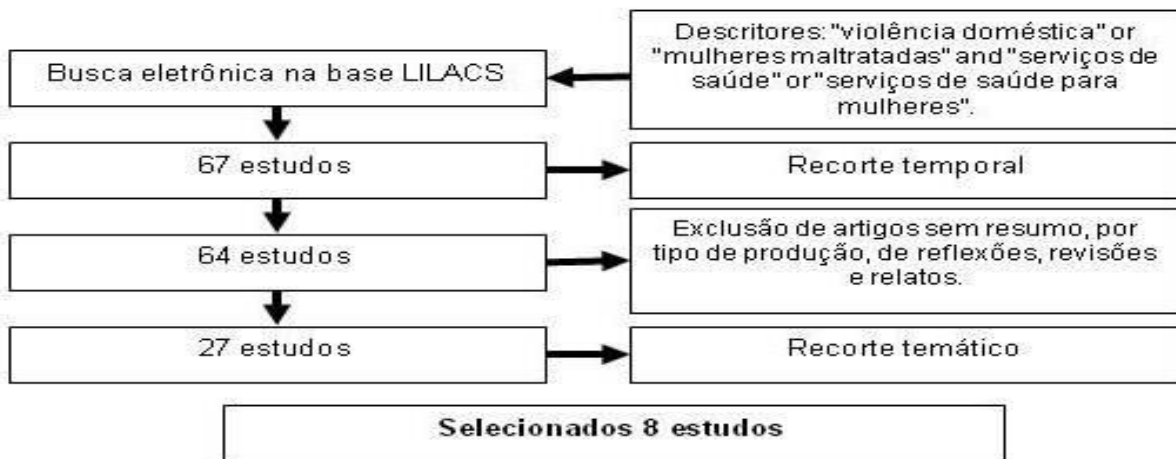 Descritores: "violência doméstica" or
"mulheres maltratadas" and "serviços de
saúde" or "serviços de saúde para
mulheres".
Busca eletrônica na base LILACS
67 estudos
Recorte temporal
64 estudos
Exclusão de artigos sem resumo, por
tipo de produção, de reflexões, revisões
e relatos.
27 estudos
Recorte temático
Selecionados 8 estudos